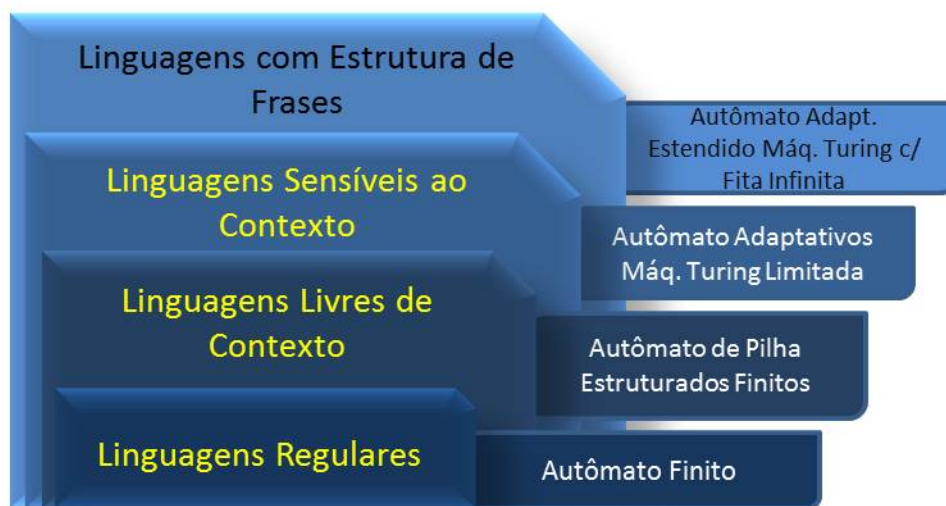 Linguagens com Estrutura de
Frases
Autômato Adapt.
Estendido Máq. Turing c/
Fita Infinita
Linguagens Sensíveis ao
Contexto
Autômato Adaptativos
Máq. Turing Limitada
Linguagens Livres de
Contexto
Autômato de Pilha
Estruturados Finitos
Linguagens Regulares
Autômato Finito